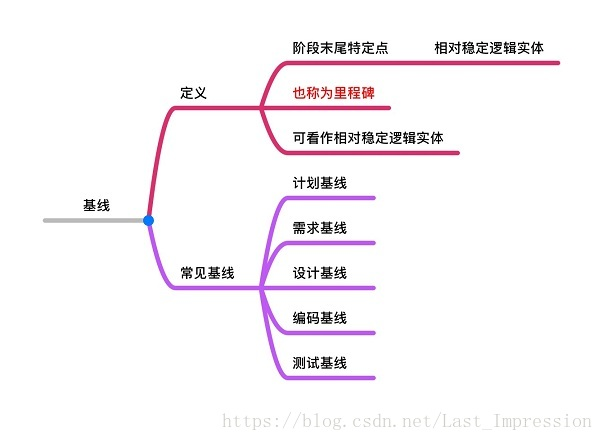 阶段末尾特定点 相对稳定逻辑实体
定义
也称为里程碑
可看作相对稳定逻辑实体
基线
计划基线
需求基线
常见基线
设计基线
编码基线
测试基线
https://blog.csdn.net/Last_Impression